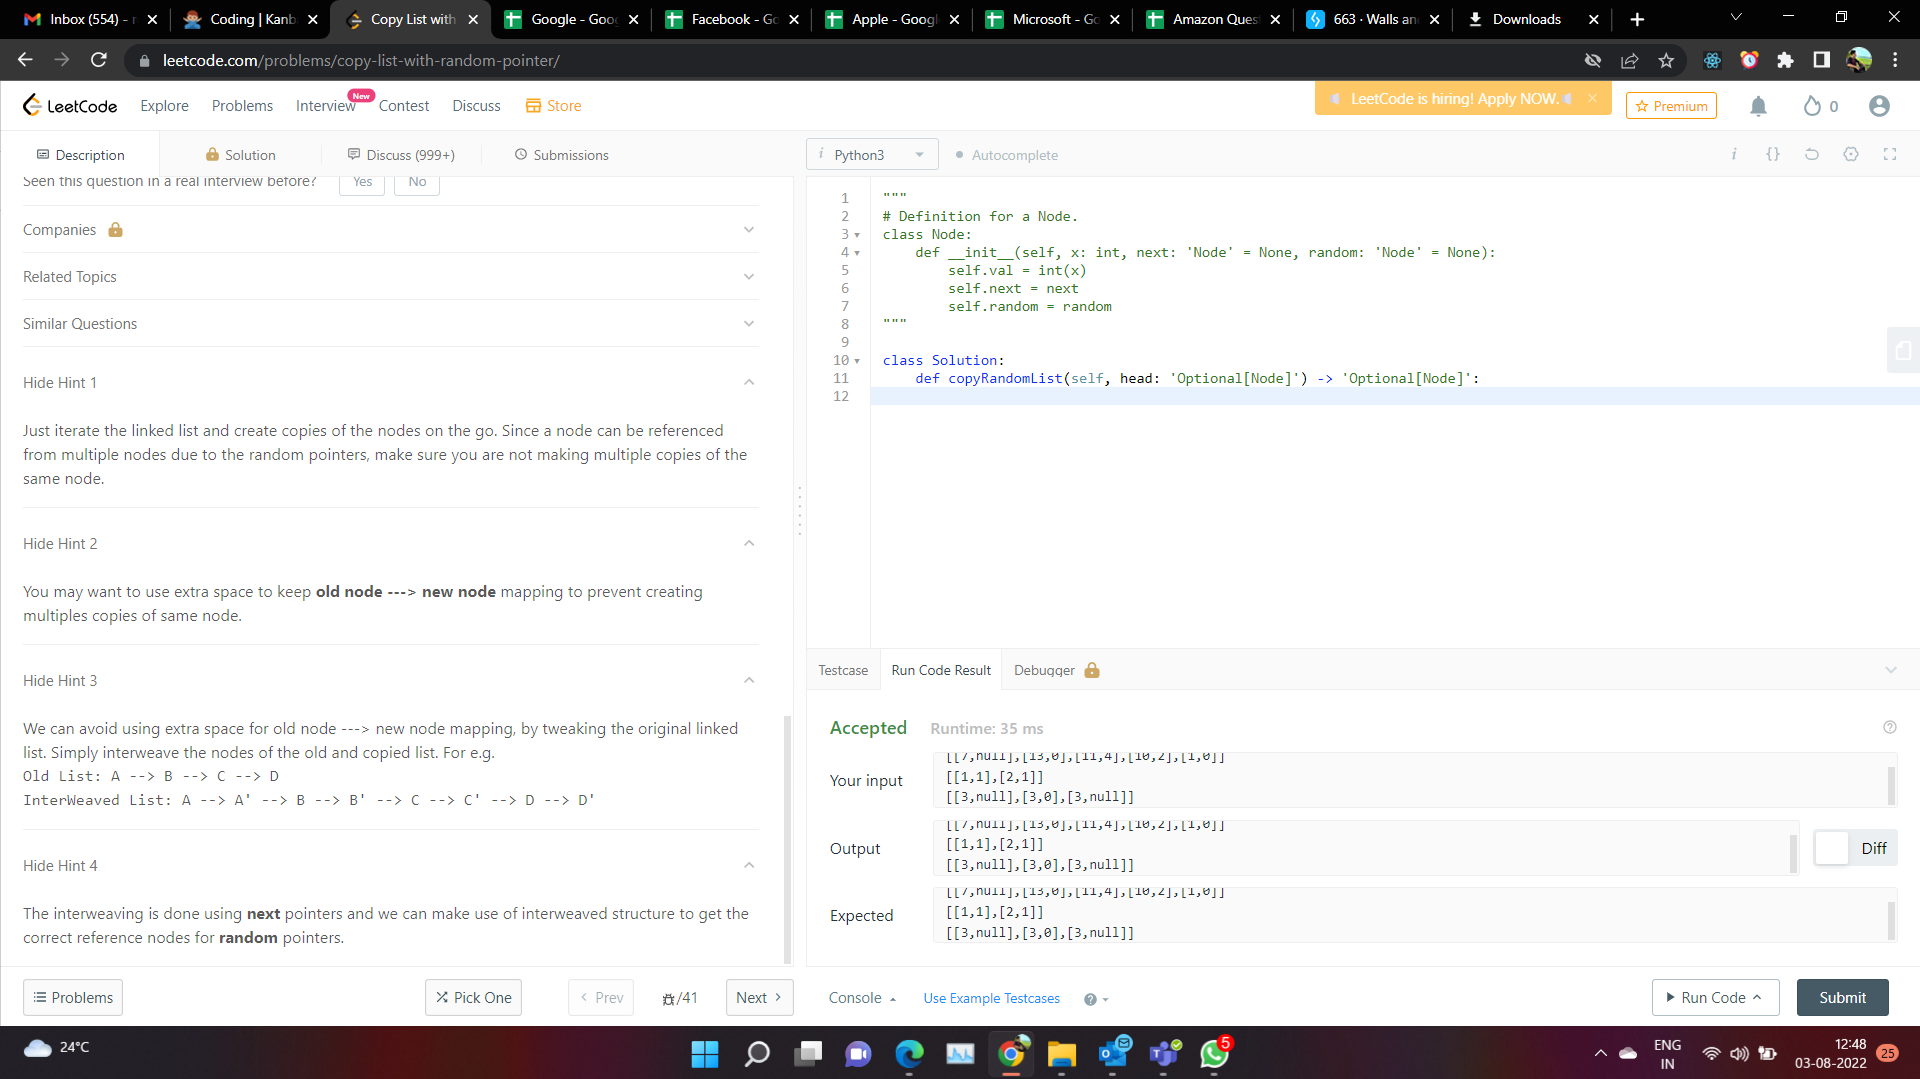 Inbox (554) -
Coding | Kanb
Copy List with
Google - Goog
Facebook - Go
Apple - Googl
Microsoft - Go
Amazon Ques
663 · Walls an
Downloads
leetcode.com/problems/copy-list-with-random-pointer/
LeetCode
Explore
Problems
Interview
New
Contest
Discuss
Store
LeetCode is hiring! Apply NOW.
Premium
0
Description
Solution
Discuss (999+)
Submissions
i Python3
Autocomplete
i
{}
Seen this question in a real interview before?
Yes
No
Companies
Related Topics
Similar Questions
Hide Hint 1
Just iterate the linked list and create copies of the nodes on the go. Since a node can be referenced
from multiple nodes due to the random pointers, make sure you are not making multiple copies of the
same node.
Hide Hint 2
You may want to use extra space to keep old node ---> new node mapping to prevent creating
multiples copies of same node.
Hide Hint 3
We can avoid using extra space for old node ---> new node mapping, by tweaking the original linked
list. Simply interweave the nodes of the old and copied list. For e.g.
Old List: A --> B --> C --> D
InterWeaved List: A --> A' --> B --> B' --> C --> C' --> D --> D'
Hide Hint 4
The interweaving is done using next pointers and we can make use of interweaved structure to get the
correct reference nodes for random pointers.
Problems
Pick One
< Prev
/41
Next >
1 """
2 # Definition for a Node.
3 class Node:
4 def __init__(self, x: int, next: 'Node' = None, random: 'Node' = None):
5 self.val = int(x)
6 self.next = next
7 self.random = random
8 """
9
10 class Solution:
11 def copyRandomList(self, head: 'Optional[Node]') -> 'Optional[Node]':
12
Testcase
Run Code Result
Debugger
Accepted
Runtime: 35 ms
Your input
[[7,null],[13,0],[11,4],[10,2],[1,0]]
[[1,1],[2,1]]
[[3,null],[3,0],[3,null]]
Output
[[7,null],[13,0],[11,4],[10,2],[1,0]]
[[1,1],[2,1]]
[[3,null],[3,0],[3,null]]
Diff
Expected
[[7,null],[13,0],[11,4],[10,2],[1,0]]
[[1,1],[2,1]]
[[3,null],[3,0],[3,null]]
Console
Use Example Testcases
Run Code
Submit
24°C
5
ENG
IN
12:48
03-08-2022
25